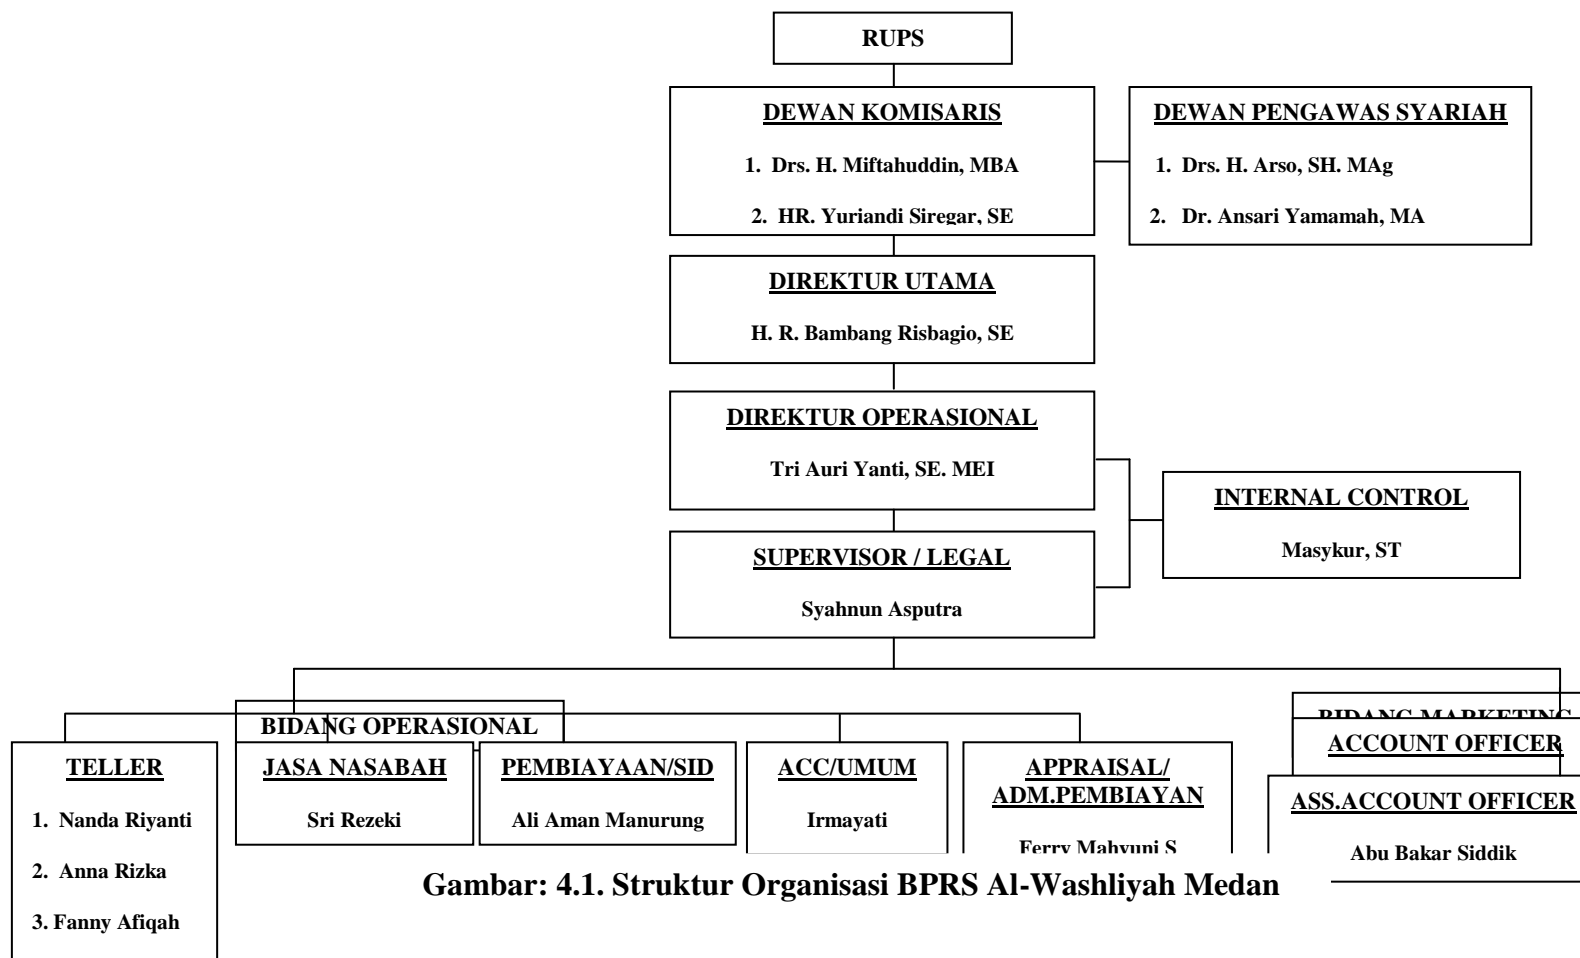 RUPS
DEWAN KOMISARIS
1. Drs. H. Miftahuddin, MBA
2. HR. Yuriandi Siregar, SE
DEWAN PENGAWAS SYARIAH
1. Drs. H. Arso, SH. MAg
2. Dr. Ansari Yamamah, MA
DIREKTUR UTAMA
H. R. Bambang Risbagio, SE
DIREKTUR OPERASIONAL
Tri Auri Yanti, SE. MEI
INTERNAL CONTROL
Masykur, ST
SUPERVISOR / LEGAL
Syahnun Asputra
BIDANG OPERASIONAL
BIDANG MARKETING
TELLER
1. Nanda Riyanti
2. Anna Rizka
3. Fanny Afiqah
JASA NASABAH
Sri Rezeki
PEMBIAYAAN/SID
Ali Aman Manurung
ACC/UMUM
Irmayati
APPRAISAL/
ADM.PEMBIAYAN
Ferry Mahyuni S
ACCOUNT OFFICER
ASS.ACCOUNT OFFICER
Abu Bakar Siddik
Gambar: 4.1. Struktur Organisasi BPRS Al-Washliyah Medan